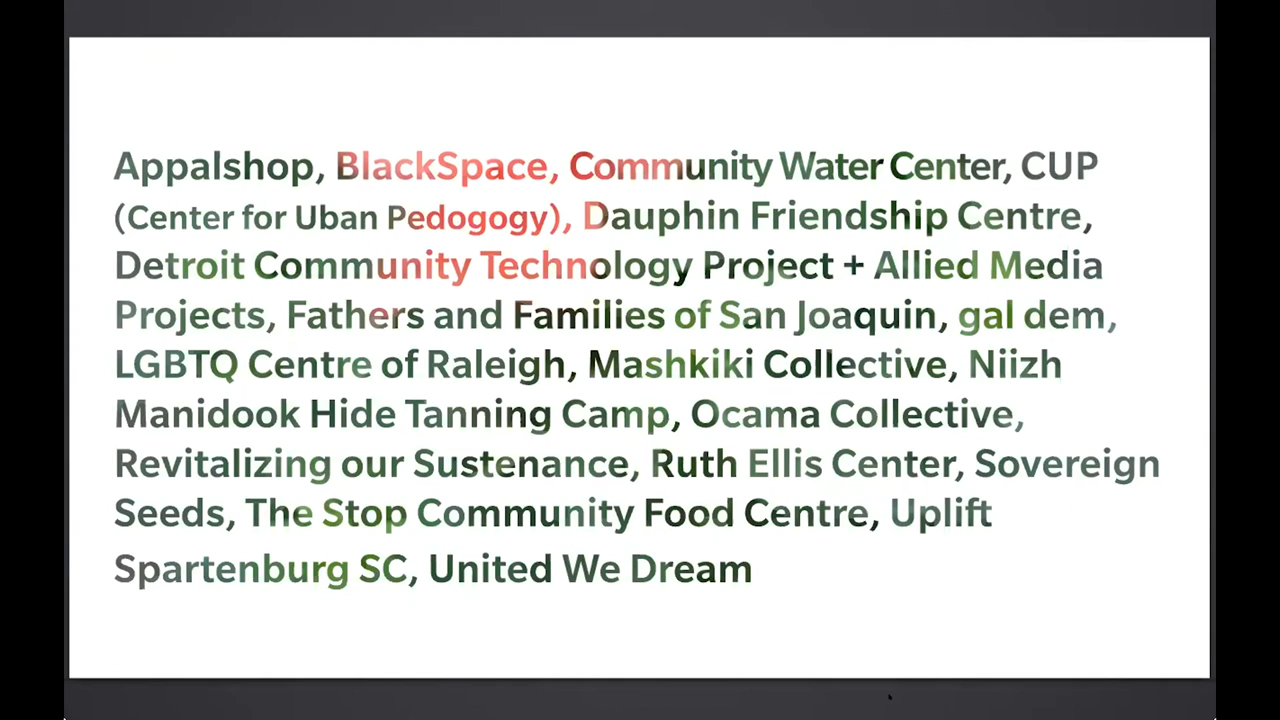 Appalshop, BlackSpace, Community Water Center, CUP
(Center for Uban Pedogogy), Dauphin Friendship Centre,
Detroit Community Technology Project + Allied Media
Projects, Fathers and Families of San Joaquin, gal dem,
LGBTQ Centre of Raleigh, Mashkiki Collective, Niizh
Manidook Hide Tanning Camp, Ocama Collective,
Revitalizing our Sustenance, Ruth Ellis Center, Sovereign
Seeds, The Stop Community Food Centre, Uplift
Spartenburg SC, United We Dream